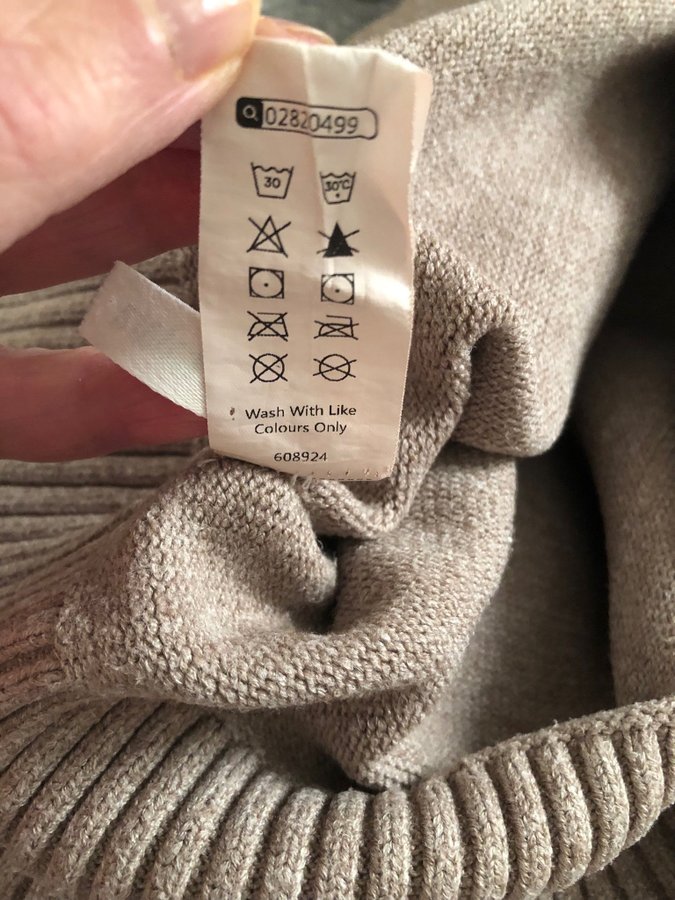 02820499
30 30°C
Wash With Like
Colours Only
608924